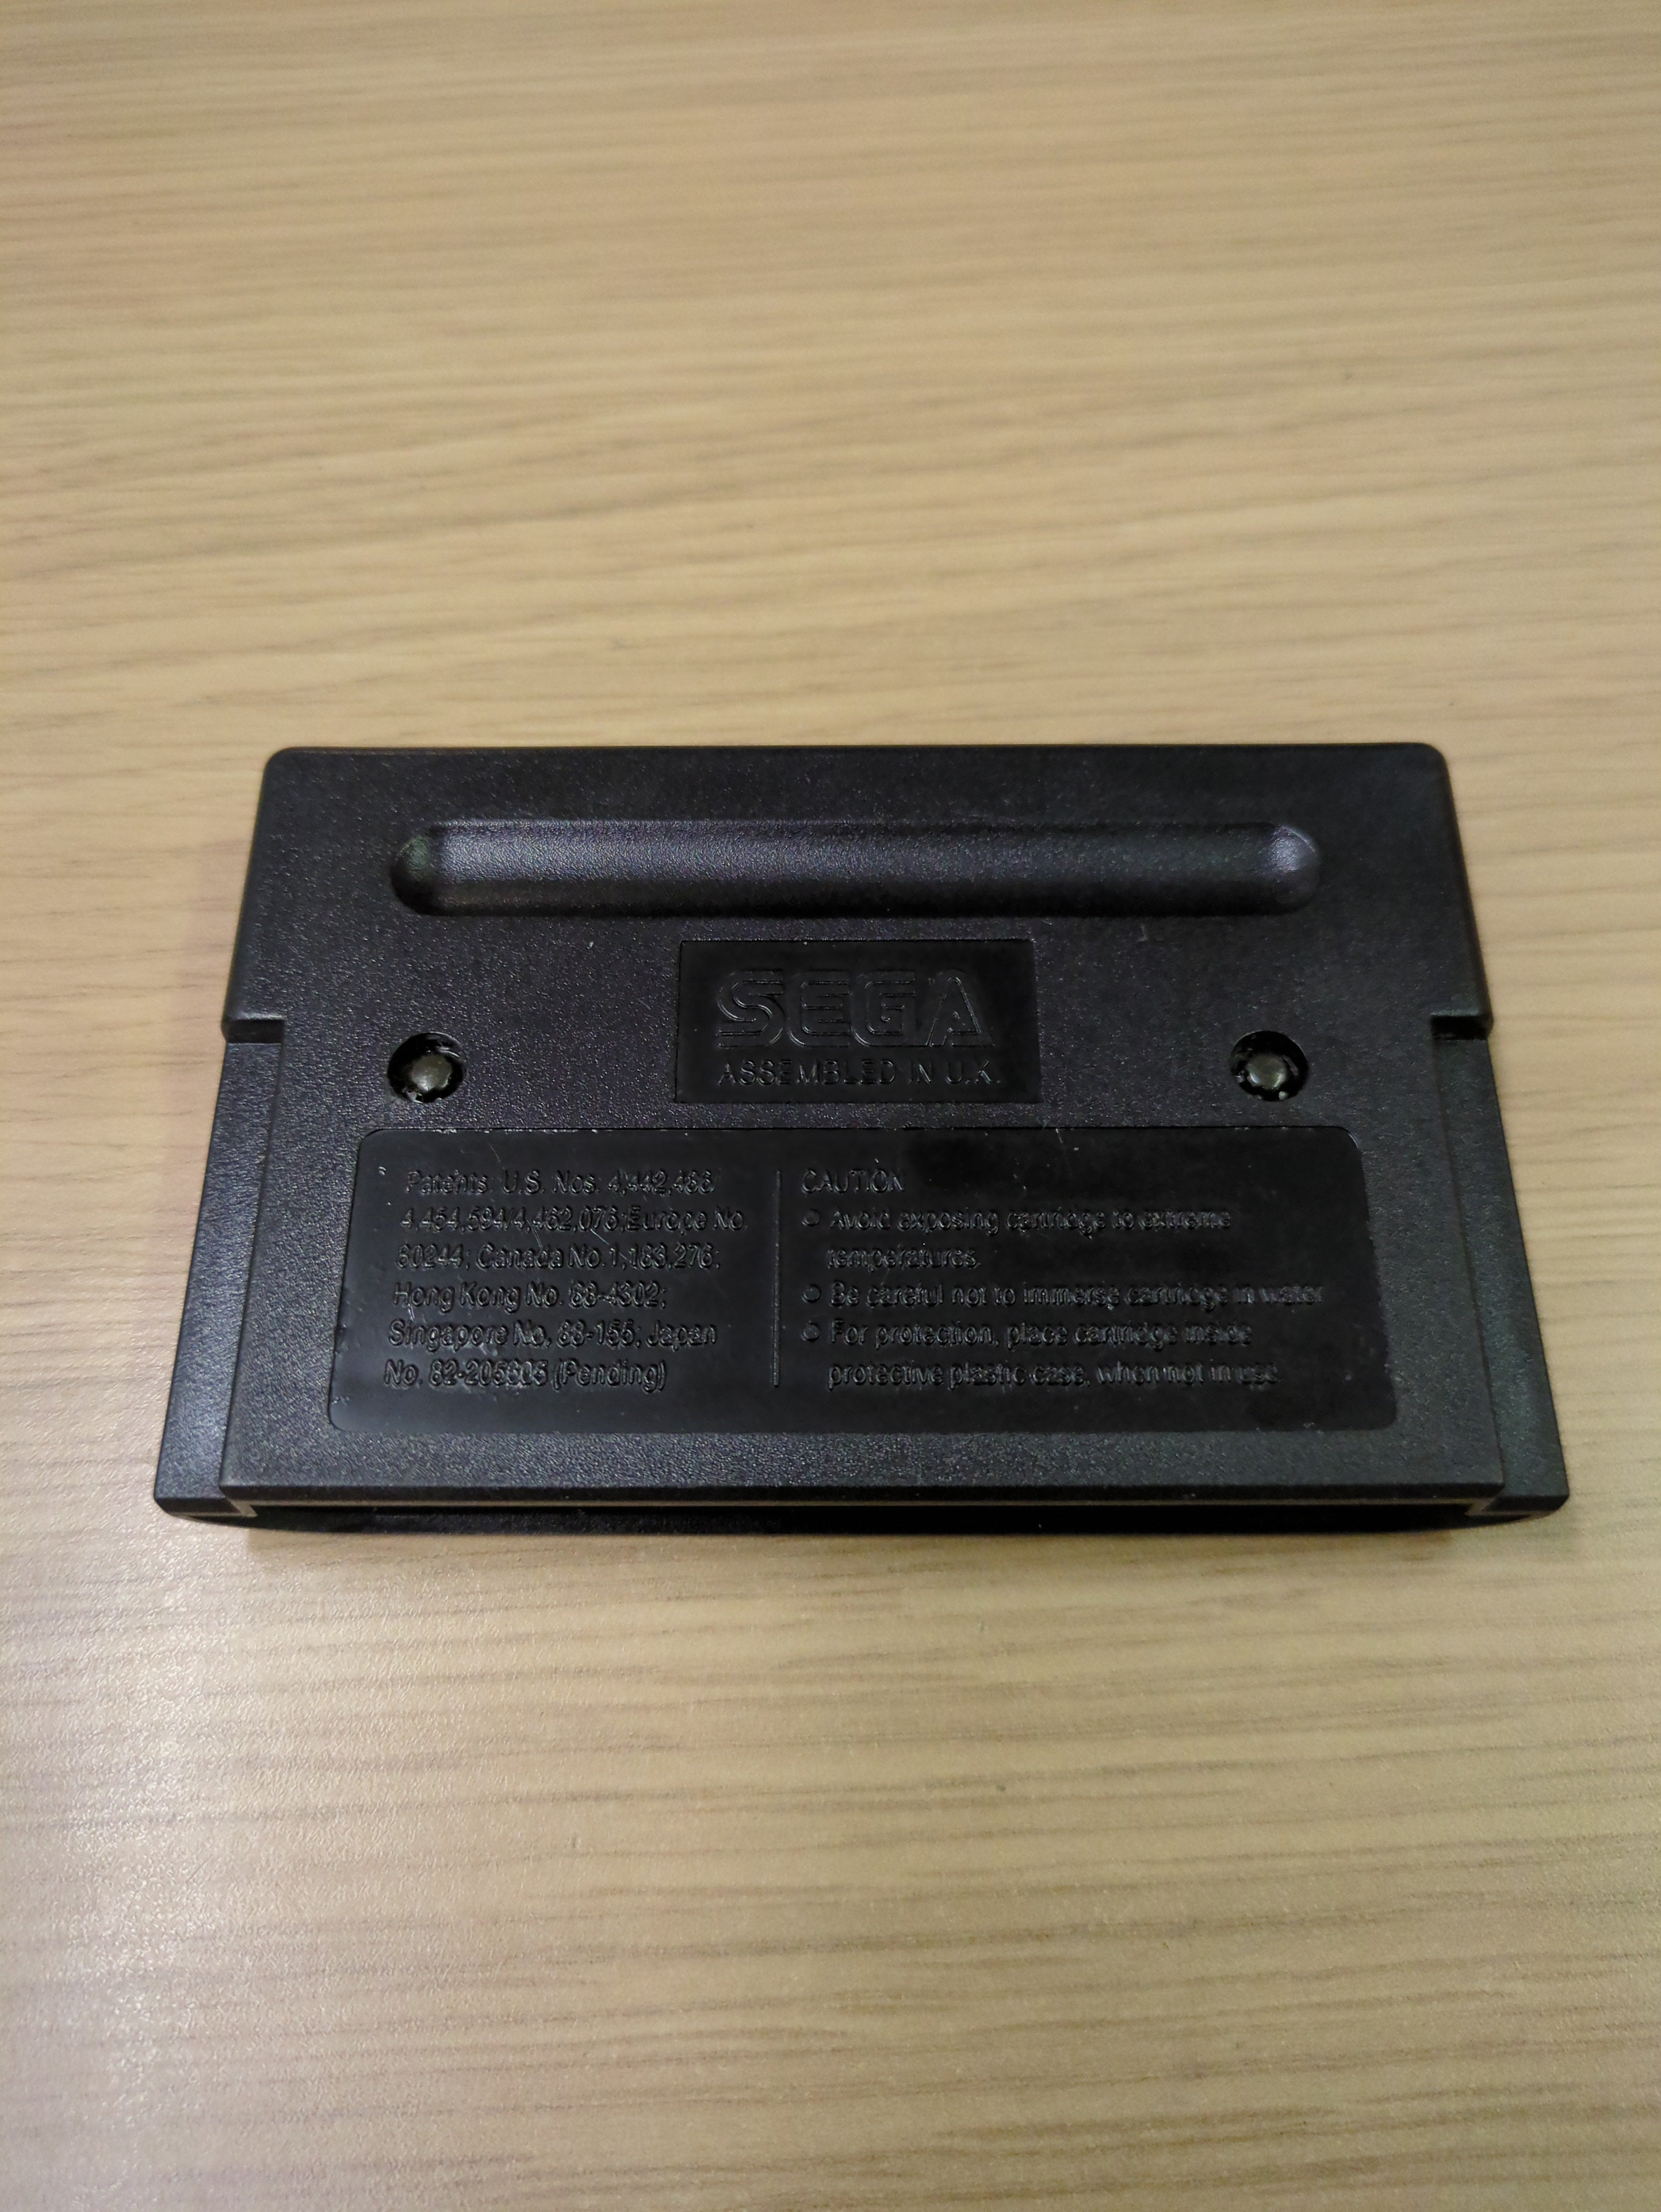 SEGA
ASSEMBLED IN U.K.
Patents: U.S. Nos. 4,442,486/
4,454,594/4,462,076;Europe No.
80244; Canada No. 1,183,276;
Hong Kong No. 88-4302;
Singapore No. 88-155; Japan
No. 82-205605 (Pending)
CAUTION
Avoid exposing cartridge to extreme
temperatures.
Be careful not to immerse cartridge in water
For protection, place cartridge inside
protective plastic case, when not in use.